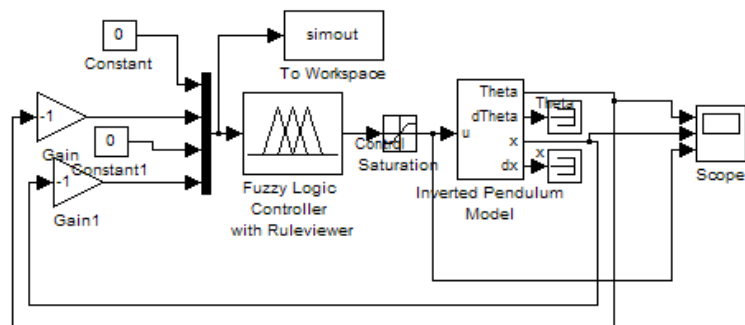 0
Constant
simout
To Workspace
-1
Gain
0
Constant1
-1
Gain1
Fuzzy Logic
Controller
with Ruleviewer
Control
Saturation
u
Theta
dTheta
x
dx
Inverted Pendulum
Model
Theta
x
Scope